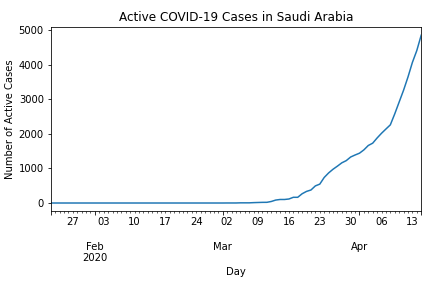 Active COVID-19 Cases in Saudi Arabia
5000
4000
3000
2000
1000
0
Number of Active Cases
27 03 10 17 24 02 09 16 23 30 06 13
Feb Mar Apr
2020
Day